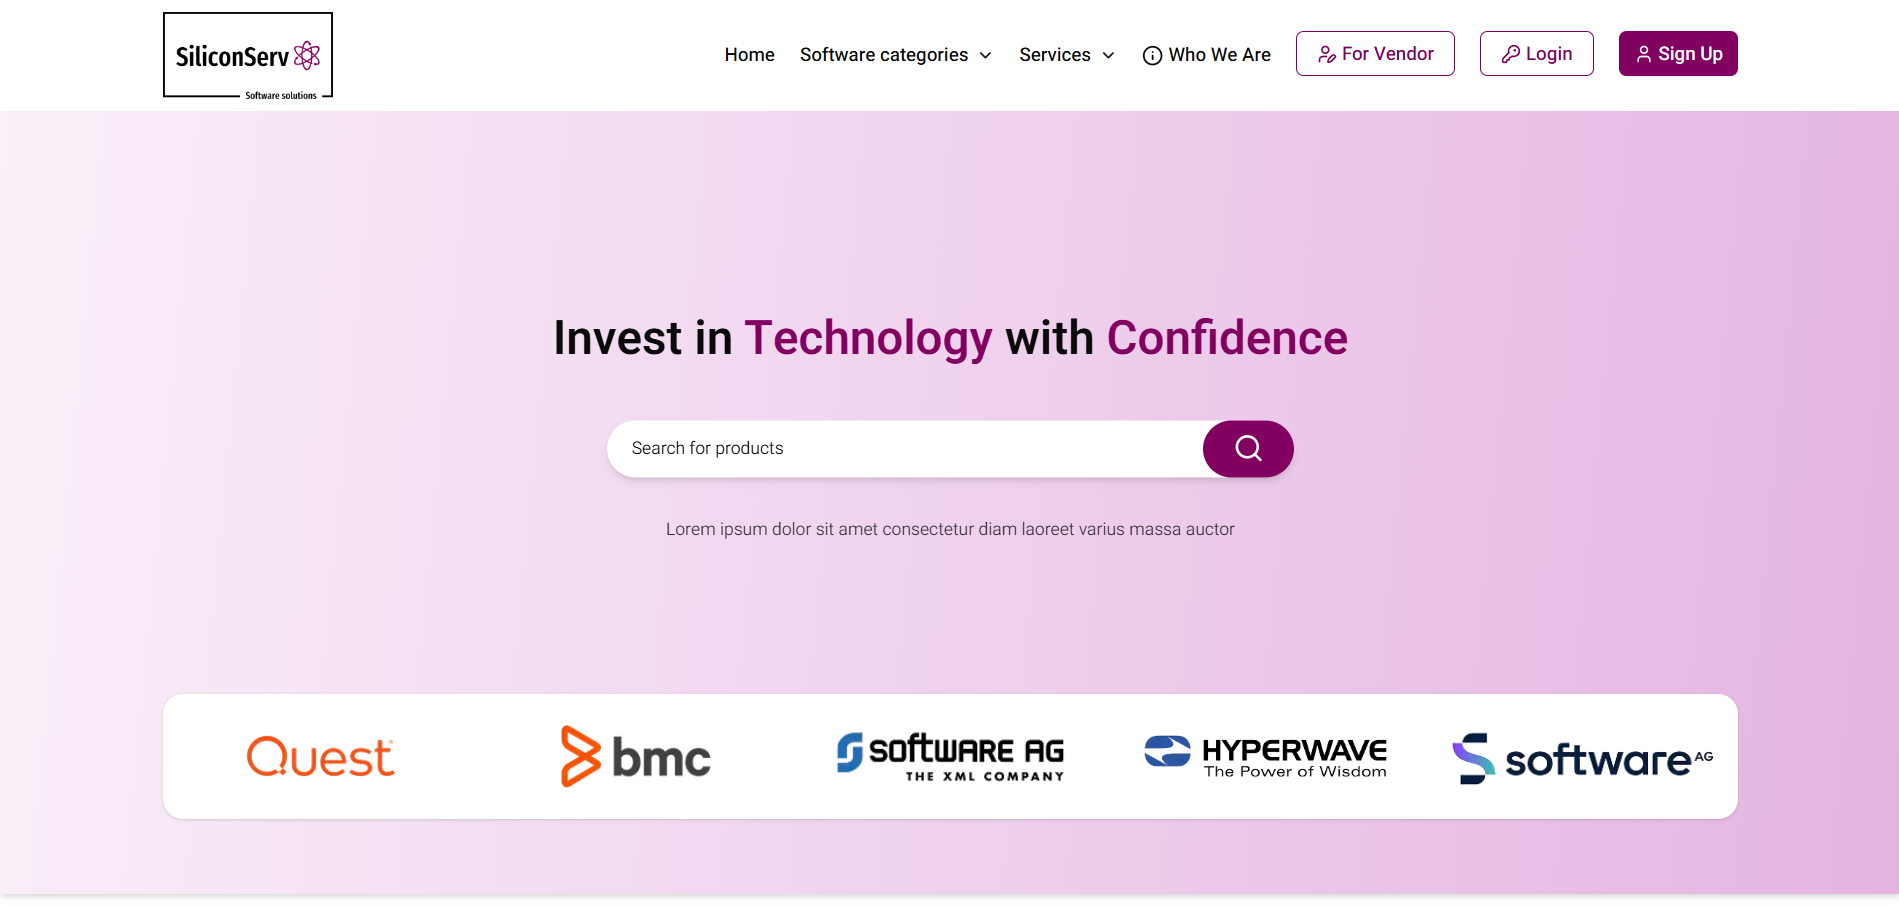 SiliconServ
Software solutions
Home Software categories Services Who We Are For Vendor Login Sign Up
Invest in Technology with Confidence
Search for products
Lorem ipsum dolor sit amet consectetur diam laoreet varius massa auctor
Quest
bmc
SOFTWARE AG
THE XML COMPANY
HYPERWAVE
The Power of Wisdom
software AG